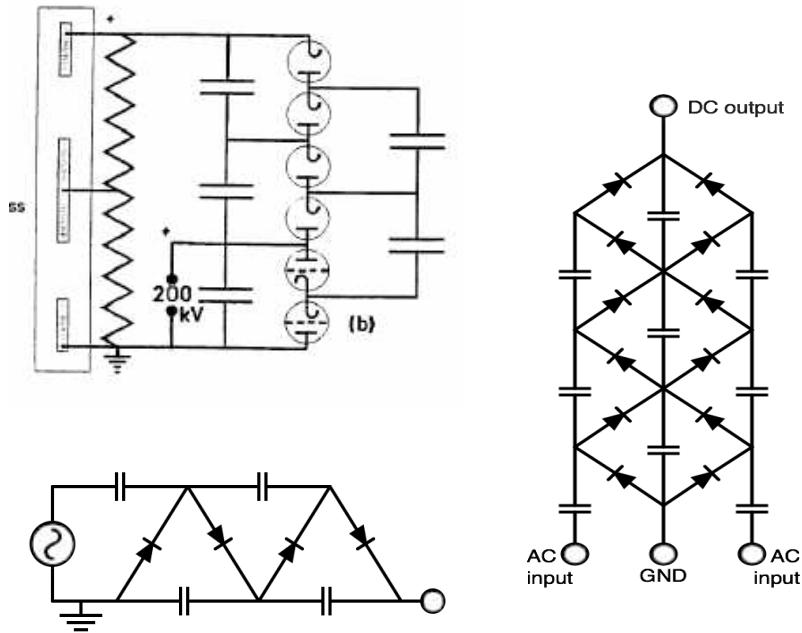 +
ss
+
200
kV
(b)
DC output
AC
input
GND
AC
input